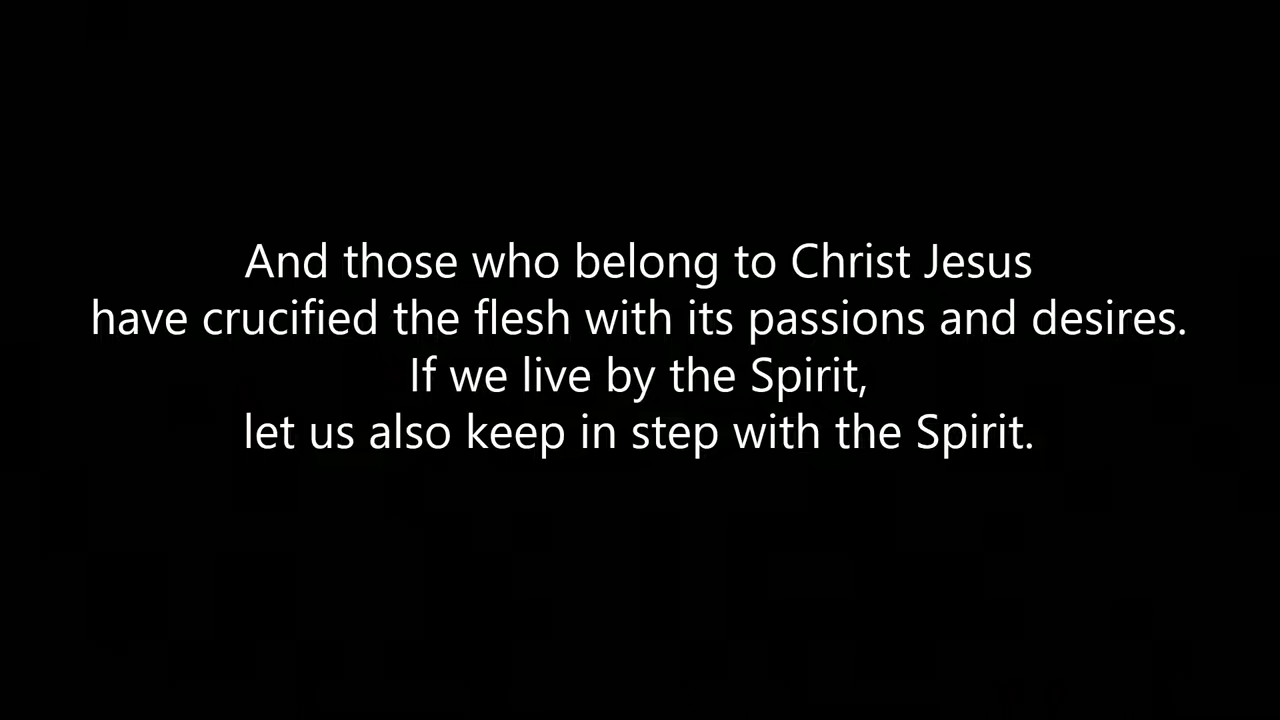 And those who belong to Christ Jesus
have crucified the flesh with its passions and desires.
If we live by the Spirit,
let us also keep in step with the Spirit.